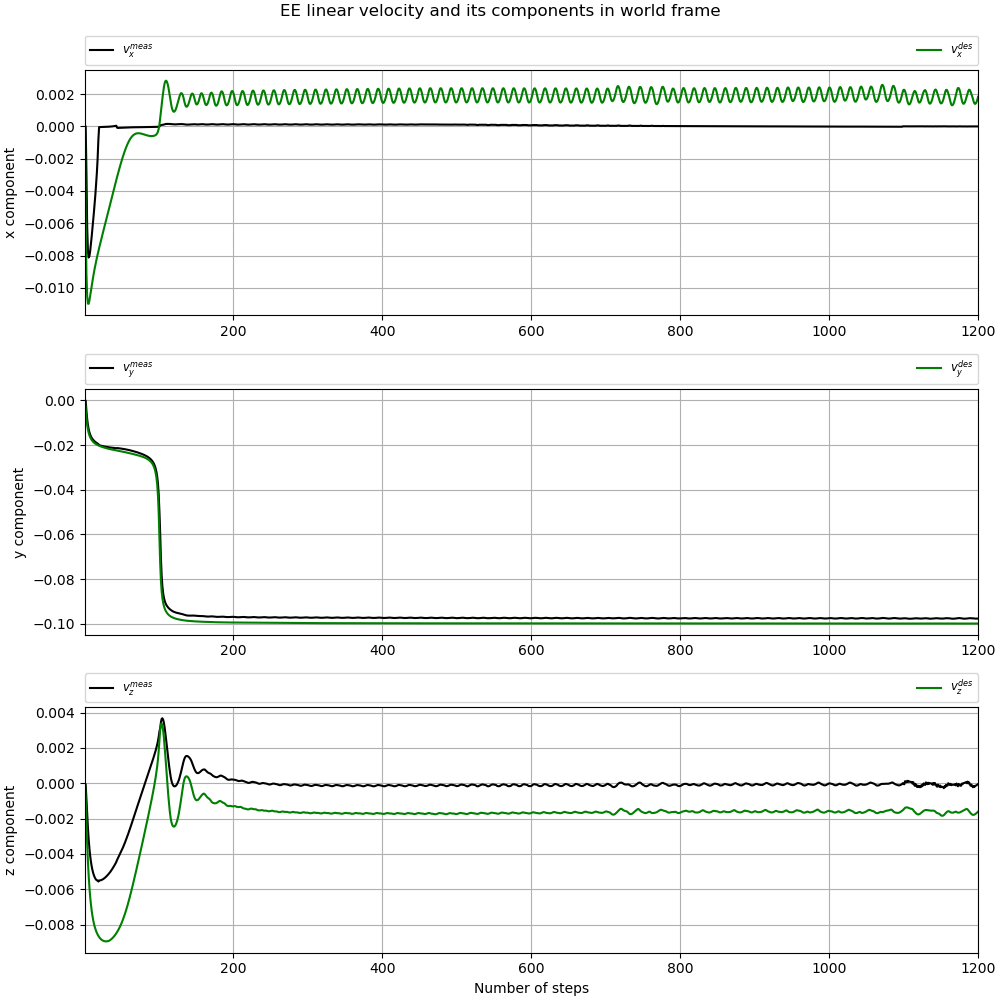 EE linear velocity and its components in world frame
v_x^meas v_x^des
0.002
0.000
−0.002
−0.004
−0.006
−0.008
−0.010
x component
200 400 600 800 1000 1200
v_y^meas v_y^des
0.00
−0.02
−0.04
−0.06
−0.08
−0.10
y component
200 400 600 800 1000 1200
v_z^meas v_z^des
0.004
0.002
0.000
−0.002
−0.004
−0.006
−0.008
z component
200 400 600 800 1000 1200
Number of steps